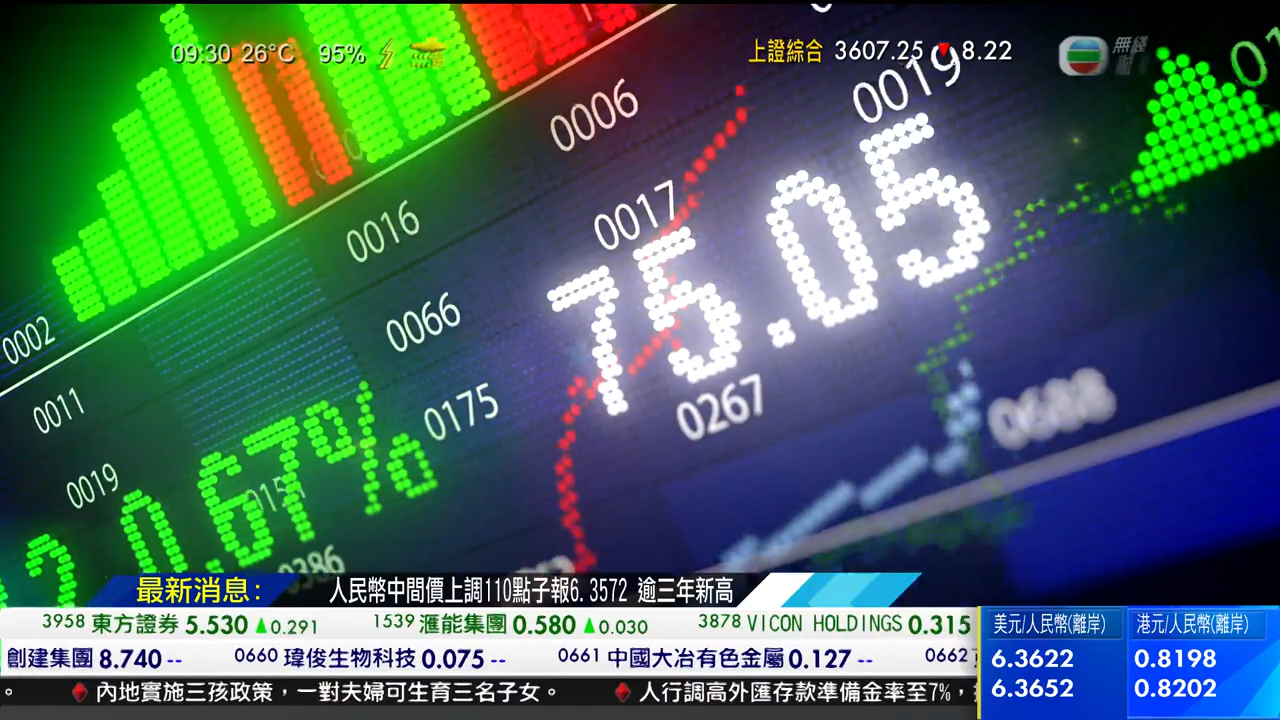 09:30 26°C 95%
上證綜合 3607.25 ▼ 8.22
無綫
0019
0006
0017
75.05
0016
0066
0002
0175
0267
0688
0011
0.67%
0019
0386
最新消息:
人民幣中間價上調110點子報6.3572 逾三年新高
3958 東方證券 5.530 ▲0.291 1539 滙能集團 0.580 ▲0.030 3878 VICON HOLDINGS 0.315
創建集團 8.740 -- 0660 瑋俊生物科技 0.075 -- 0661 中國大冶有色金屬 0.127 -- 0662
。 ◆ 內地實施三孩政策，一對夫婦可生育三名子女。 ◆ 人行調高外匯存款準備金率至7%，
美元/人民幣(離岸)
6.3622
6.3652
港元/人民幣(離岸)
0.8198
0.8202